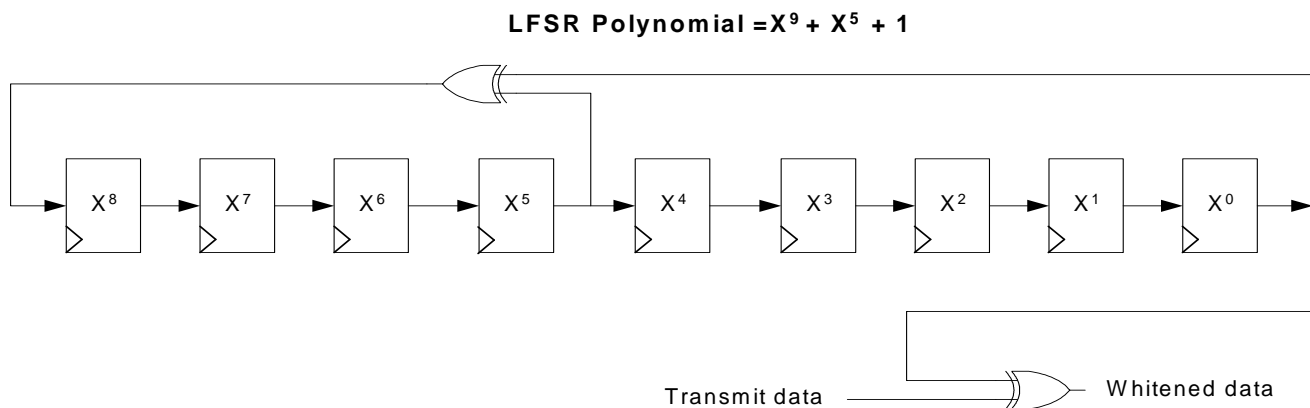 LFSR Polynomial =X⁹ + X⁵ + 1
X⁸ X⁷ X⁶ X⁵ X⁴ X³ X² X¹ X⁰
Transmit data
Whitened data